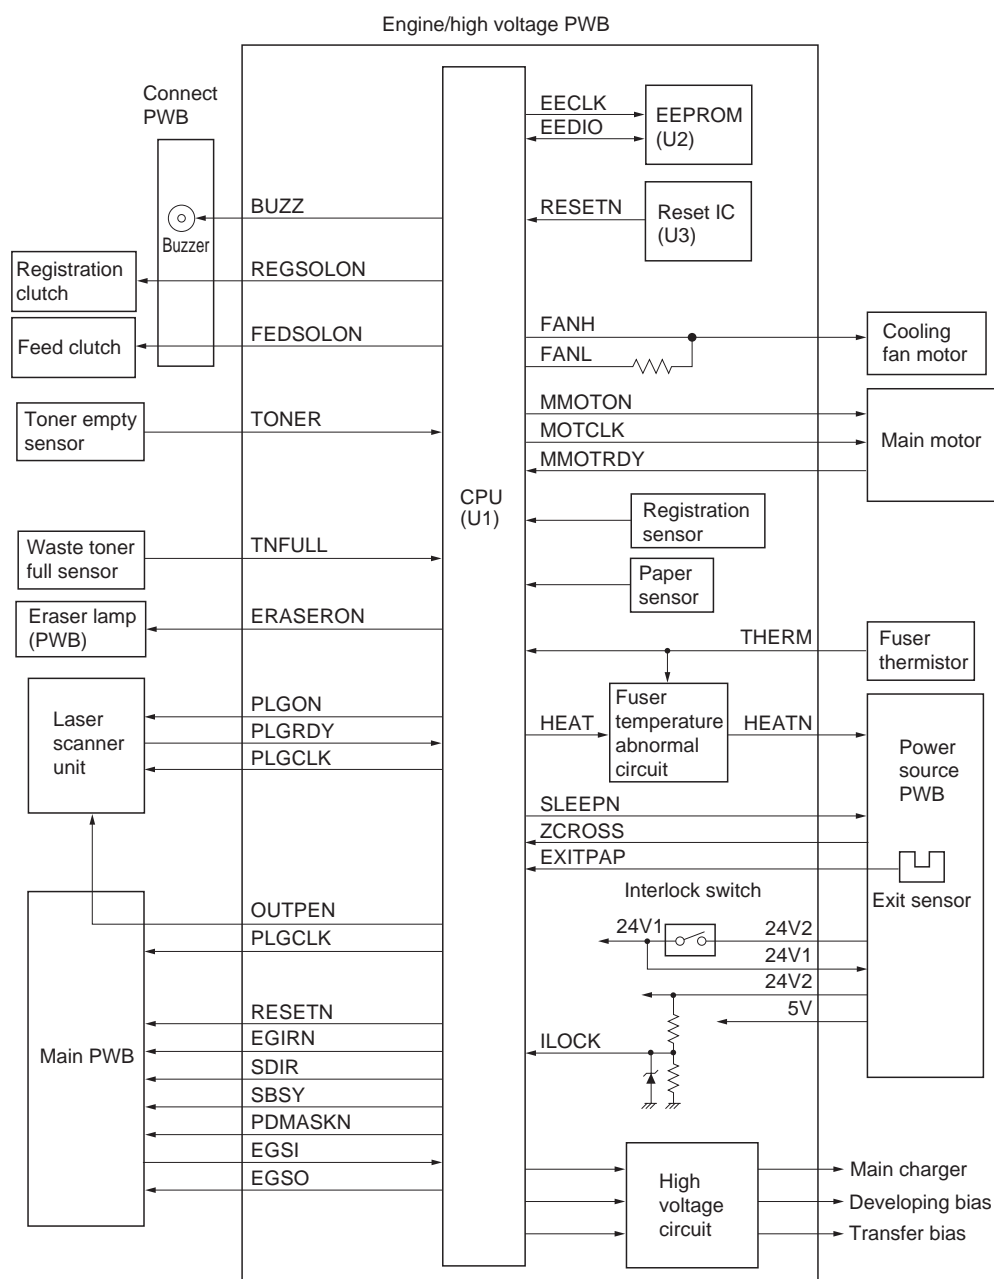 Engine/high voltage PWB
Connect
PWB
Buzzer
BUZZ
Registration
clutch
REGSOLON
Feed clutch
FEDSOLON
Toner empty
sensor
TONER
Waste toner
full sensor
TNFULL
Eraser lamp
(PWB)
ERASERON
Laser
scanner
unit
PLGON
PLGRDY
PLGCLK
Main PWB
OUTPEN
PLGCLK
RESETN
EGIRN
SDIR
SBSY
PDMASKN
EGSI
EGSO
CPU
(U1)
EECLK
EEDIO
EEPROM
(U2)
RESETN
Reset IC
(U3)
FANH
FANL
Cooling
fan motor
MMOTON
MOTCLK
MMOTRDY
Main motor
Registration
sensor
Paper
sensor
THERM
Fuser
thermistor
HEAT
Fuser
temperature
abnormal
circuit
HEATN
Power
source
PWB
SLEEPN
ZCROSS
EXITPAP
Exit sensor
Interlock switch
24V1
24V2
24V1
24V2
5V
ILOCK
High
voltage
circuit
Main charger
Developing bias
Transfer bias